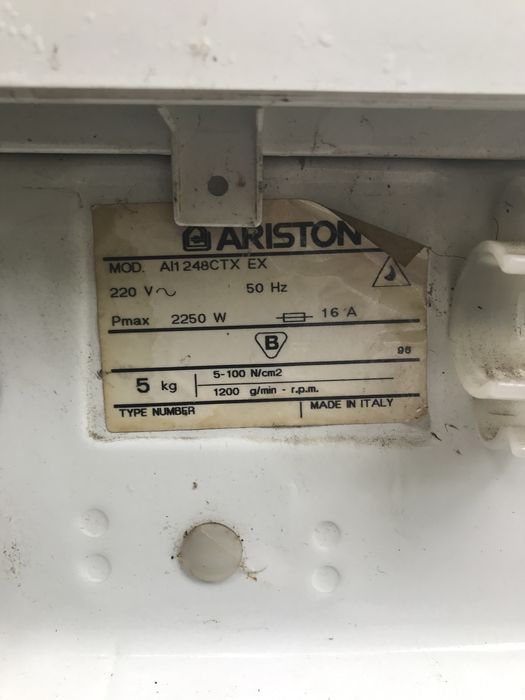 ARISTON
MOD. AI1248CTX EX
220 V~ 50 Hz
Pmax 2250 W 16 A
B
96
5 kg 5-100 N/cm2
1200 g/min - r.p.m.
TYPE NUMBER MADE IN ITALY